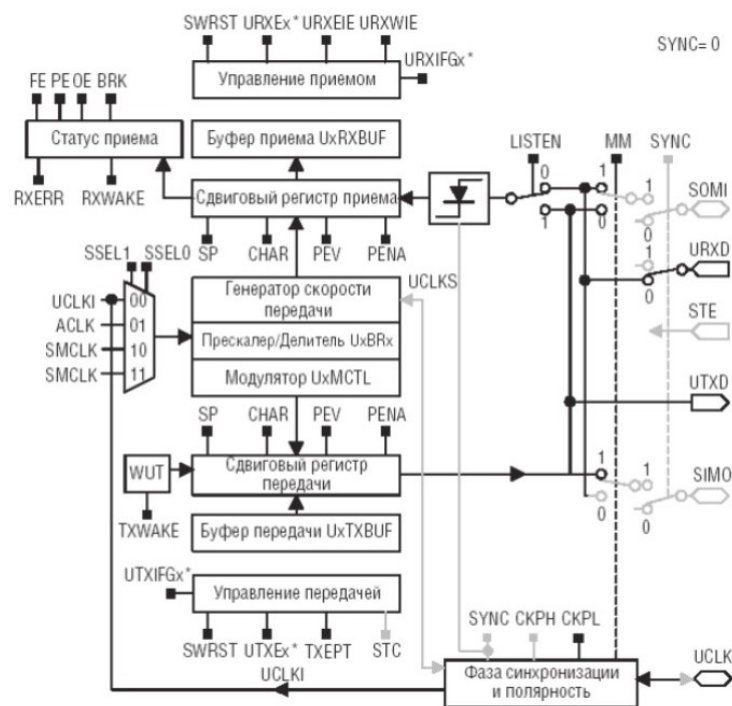 SWRST URXEx* URXEIE URXWIE
SYNC= 0
URXIFGx*
Управление приемом
FE PE OE BRK
Статус приема
Буфер приема UxRXBUF
LISTEN MM SYNC
RXERR RXWAKE
Сдвиговый регистр приема
0
1
1
1
0
0
SOMI
SP CHAR PEV PENA
SSEL1 SSEL0
UCLKS
1
0
URXD
UCLKI 00
Генератор скорости
передачи
ACLK 01
Прескалер/Делитель UxBRx
STE
SMCLK 10
SMCLK 11
Модулятор UxMCTL
UTXD
SP CHAR PEV PENA
WUT
Сдвиговый регистр
передачи
1
0
1
0
SIMO
TXWAKE
Буфер передачи UxTXBUF
UTXIFGx*
Управление передачей
SYNC CKPH CKPL
SWRST UTXEx* TXEPT STC
UCLKI
Фаза синхронизации
и полярность
UCLK